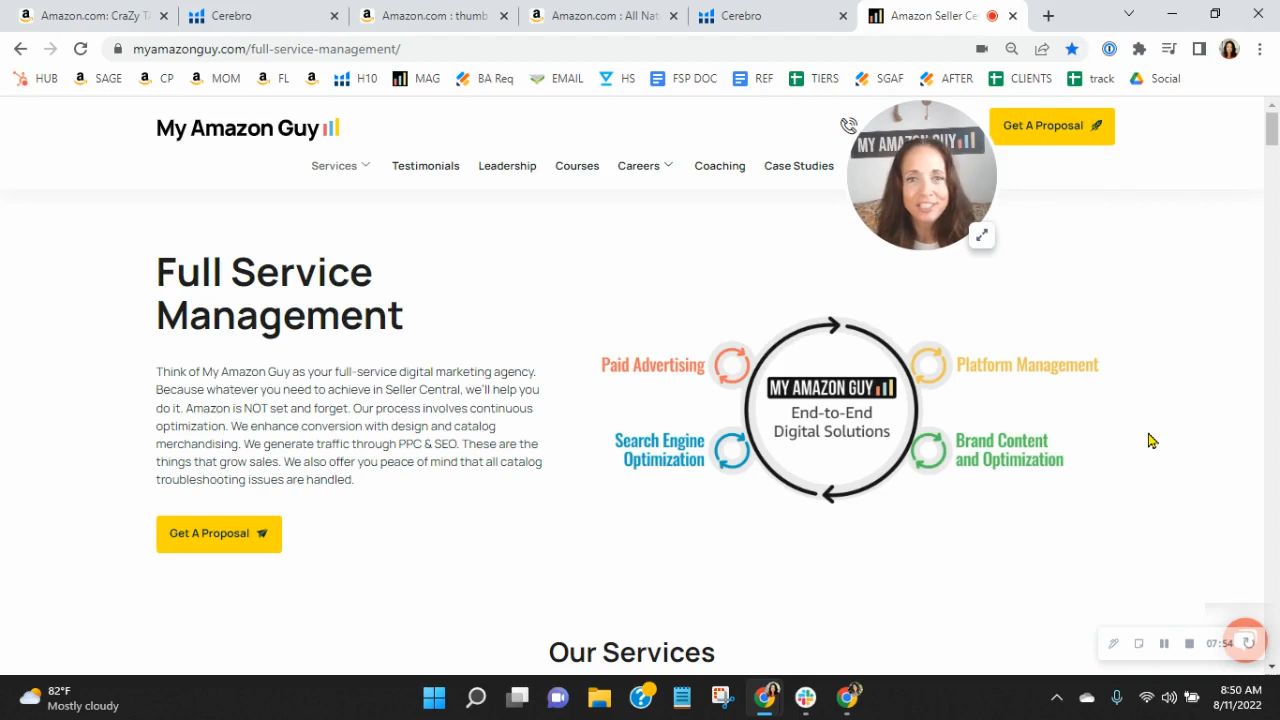 Amazon.com: CraZy TA
Cerebro
Amazon.com : thumb
Amazon.com : All Nat
Cerebro
Amazon Seller Ce
myamazonguy.com/full-service-management/
HUB
SAGE
CP
MOM
FL
H10
MAG
BA Req
EMAIL
HS
FSP DOC
REF
TIERS
SGAF
AFTER
CLIENTS
track
Social
My Amazon Guy
MY AMAZON GUY
Get A Proposal
Services
Testimonials
Leadership
Courses
Careers
Coaching
Case Studies
Full Service
Management
Think of My Amazon Guy as your full-service digital marketing agency.
Because whatever you need to achieve in Seller Central, we'll help you
do it. Amazon is NOT set and forget. Our process involves continuous
optimization. We enhance conversion with design and catalog
merchandising. We generate traffic through PPC & SEO. These are the
things that grow sales. We also offer you peace of mind that all catalog
troubleshooting issues are handled.
Get A Proposal
Paid Advertising
Platform Management
MY AMAZON GUY
End-to-End
Digital Solutions
Search Engine
Optimization
Brand Content
and Optimization
Our Services
07:54
82°F
Mostly cloudy
8:50 AM
8/11/2022